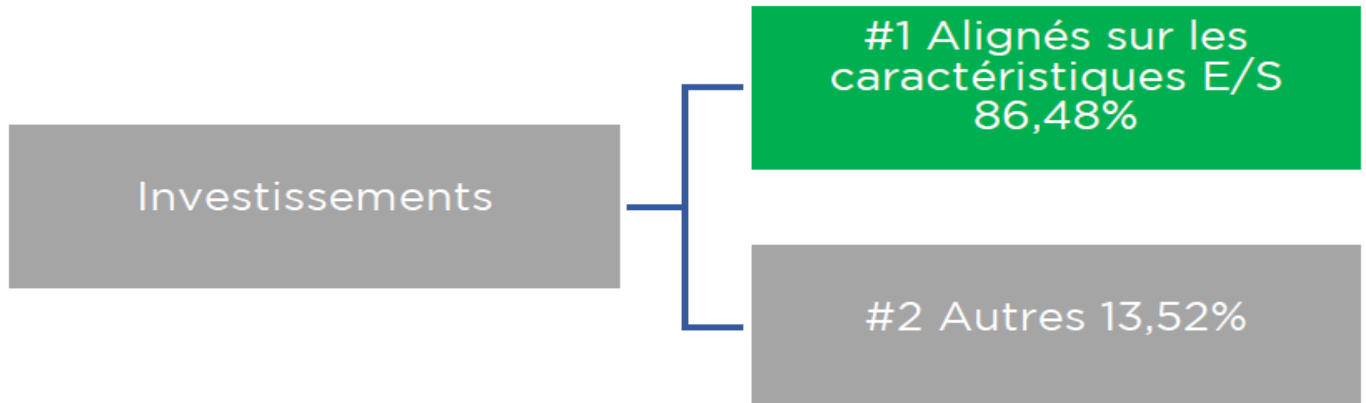 #1 Alignés sur les
caractéristiques E/S
86,48%
Investissements
#2 Autres 13,52%